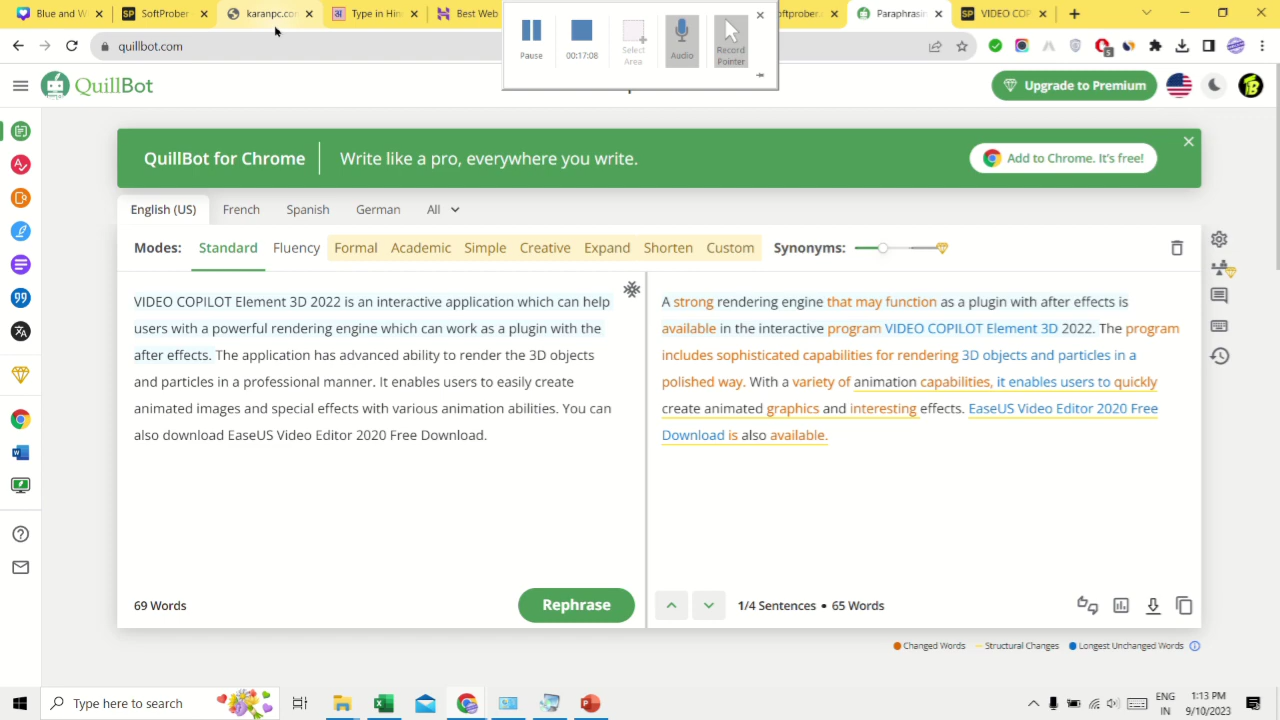 Blue and W
SoftProber
karanpc.co
Type in Hin
Best Web
softprober.
Paraphrasin
VIDEO COP
quillbot.com
Pause
00:17:08
Select
Area
Audio
Record
Pointer
QuillBot
Upgrade to Premium
QuillBot for Chrome
Write like a pro, everywhere you write.
Add to Chrome. It's free!
English (US) French Spanish German All
Modes: Standard Fluency Formal Academic Simple Creative Expand Shorten Custom Synonyms:
VIDEO COPILOT Element 3D 2022 is an interactive application which can help
users with a powerful rendering engine which can work as a plugin with the
after effects. The application has advanced ability to render the 3D objects
and particles in a professional manner. It enables users to easily create
animated images and special effects with various animation abilities. You can
also download EaseUS Video Editor 2020 Free Download.
A strong rendering engine that may function as a plugin with after effects is
available in the interactive program VIDEO COPILOT Element 3D 2022. The program
includes sophisticated capabilities for rendering 3D objects and particles in a
polished way. With a variety of animation capabilities, it enables users to quickly
create animated graphics and interesting effects. EaseUS Video Editor 2020 Free
Download is also available.
69 Words
Rephrase
1/4 Sentences • 65 Words
Changed Words Structural Changes Longest Unchanged Words
Type here to search
ENG
IN
1:13 PM
9/10/2023